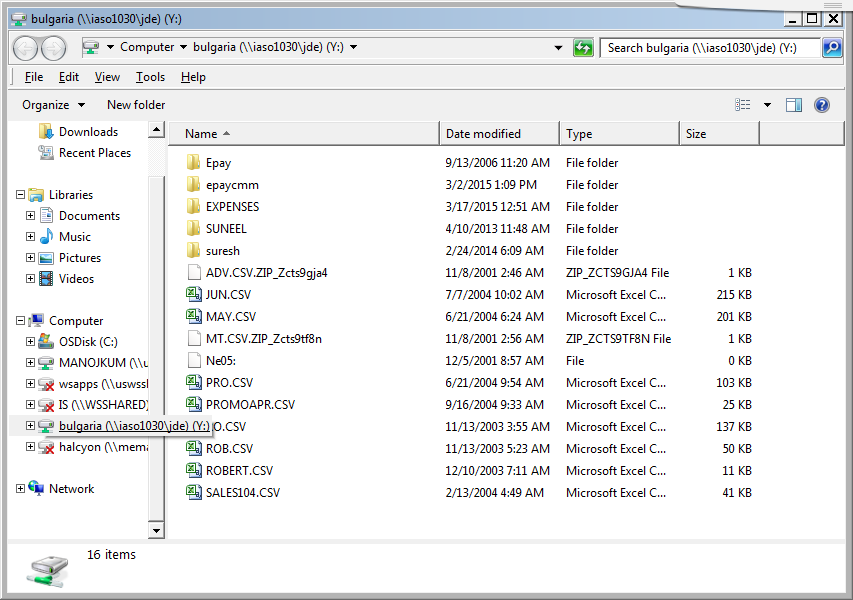 bulgaria (\\iaso1030\jde) (Y:)
Computer bulgaria (\\iaso1030\jde) (Y:) Search bulgaria (\\iaso1030\jde) (Y:)
File Edit View Tools Help
Organize New folder
Downloads
Recent Places
Libraries
Documents
Music
Pictures
Videos
Computer
OSDisk (C:)
MANOJKUM (\\u
wsapps (\\uswssl
IS (\\WSSHARED)
bulgaria (\\iaso1030\jde) (Y:)
halcyon (\\mema
Network
Name Date modified Type Size
Epay 9/13/2006 11:20 AM File folder
epaycmm 3/2/2015 1:09 PM File folder
EXPENSES 3/17/2015 12:51 AM File folder
SUNEEL 4/10/2013 11:48 AM File folder
suresh 2/24/2014 6:09 AM File folder
ADV.CSV.ZIP_Zcts9gja4 11/8/2001 2:46 AM ZIP_ZCTS9GJA4 File 1 KB
JUN.CSV 7/7/2004 10:02 AM Microsoft Excel C... 215 KB
MAY.CSV 6/21/2004 6:24 AM Microsoft Excel C... 201 KB
MT.CSV.ZIP_Zcts9tf8n 11/8/2001 2:56 AM ZIP_ZCTS9TF8N File 1 KB
Ne05: 12/5/2001 8:57 AM File 0 KB
PRO.CSV 6/21/2004 9:54 AM Microsoft Excel C... 103 KB
PROMOAPR.CSV 9/16/2004 9:33 AM Microsoft Excel C... 25 KB
O.CSV 11/13/2003 3:55 AM Microsoft Excel C... 137 KB
ROB.CSV 11/13/2003 5:23 AM Microsoft Excel C... 50 KB
ROBERT.CSV 12/10/2003 7:11 AM Microsoft Excel C... 11 KB
SALES104.CSV 2/13/2004 4:49 AM Microsoft Excel C... 41 KB
16 items